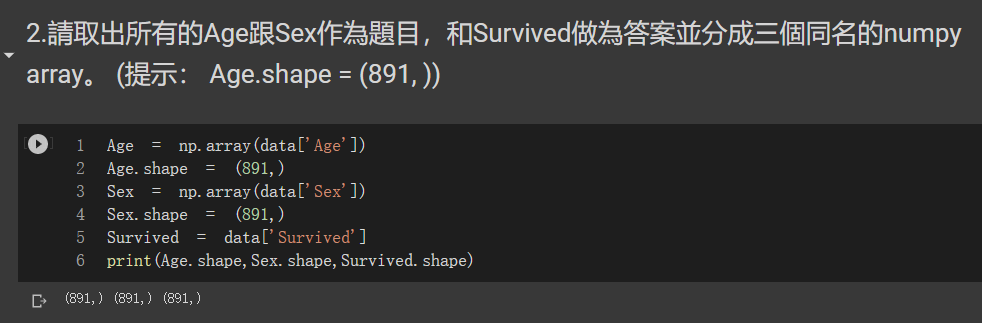 2.請取出所有的Age跟Sex作為題目，和Survived做為答案並分成三個同名的numpy
array。 (提示： Age.shape = (891, ))
1 Age = np.array(data['Age'])
2 Age.shape = (891,)
3 Sex = np.array(data['Sex'])
4 Sex.shape = (891,)
5 Survived = data['Survived']
6 print(Age.shape,Sex.shape,Survived.shape)
(891,) (891,) (891,)